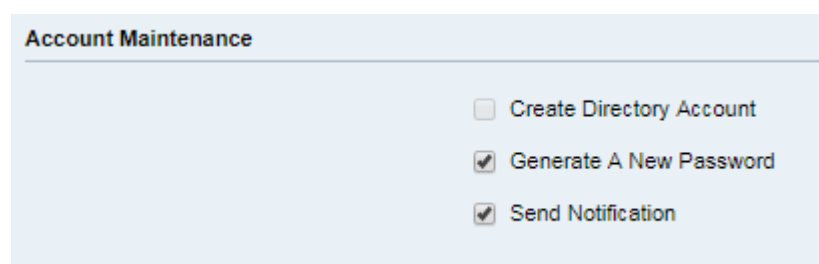 Account Maintenance
Create Directory Account
Generate A New Password
Send Notification